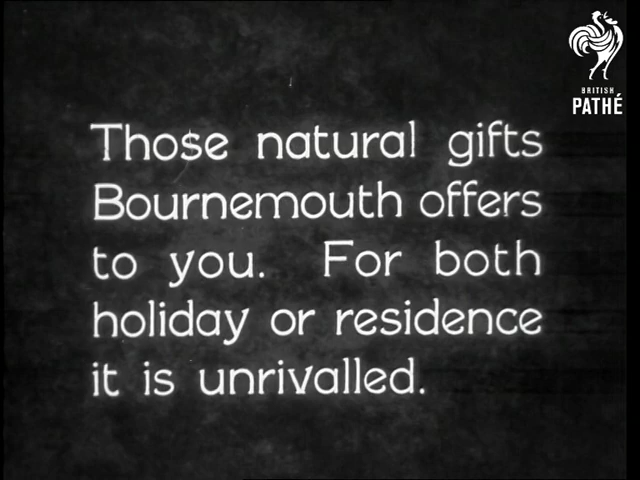 BRITISH
PATHÉ
Those natural gifts
Bournemouth offers
to you. For both
holiday or residence
it is unrivalled.